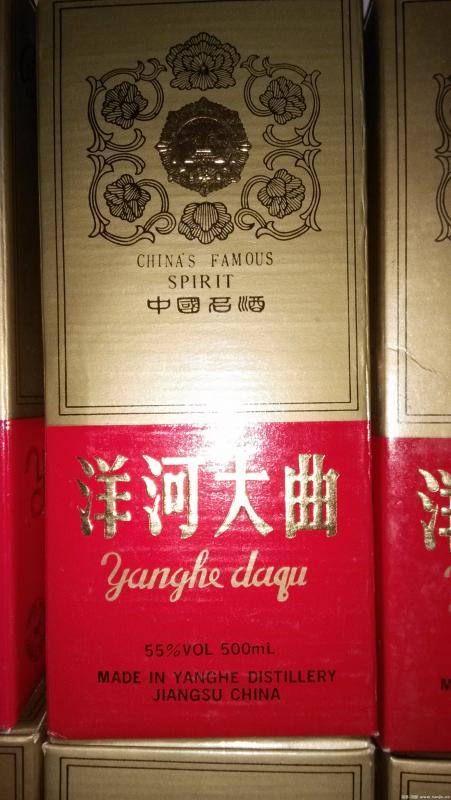 CHINA'S FAMOUS
SPIRIT
中國名酒
洋河大曲
Yanghe daqu
55%VOL 500mL
MADE IN YANGHE DISTILLERY
JIANGSU CHINA
洋
M